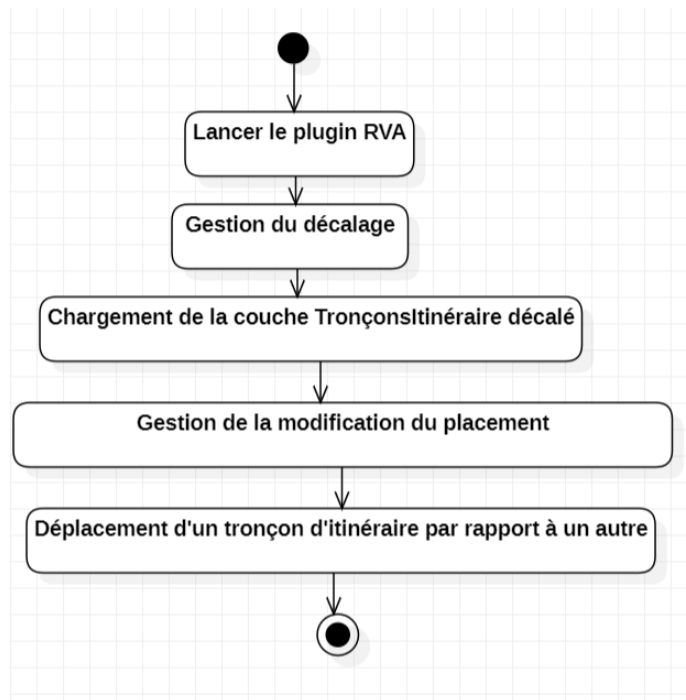 Lancer le plugin RVA
Gestion du décalage
Chargement de la couche TronçonsItinéraire décalé
Gestion de la modification du placement
Déplacement d'un tronçon d'itinéraire par rapport à un autre